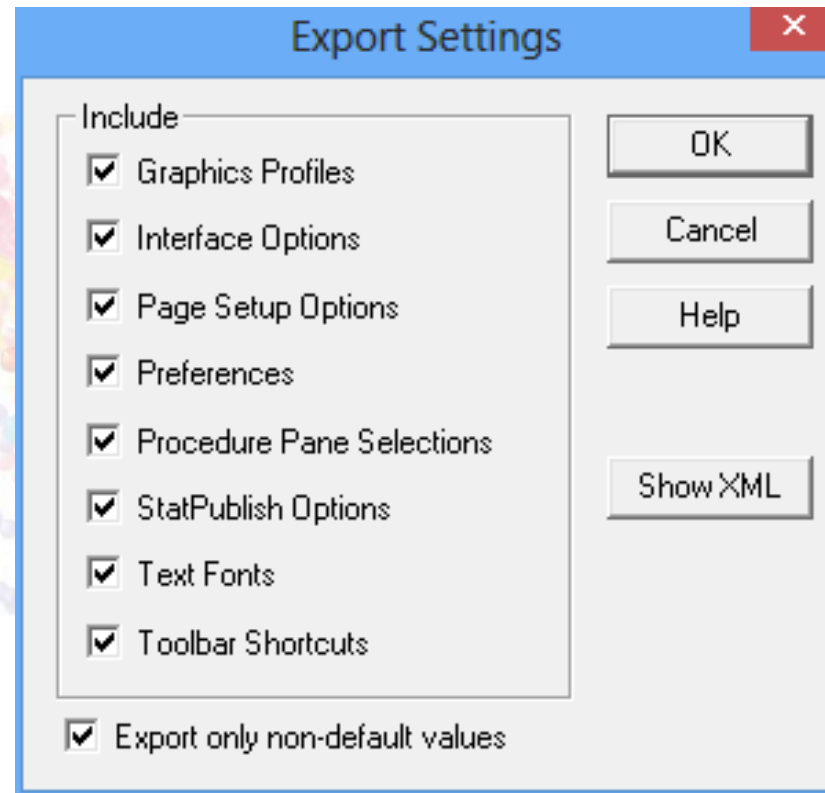 Export Settings
Include
Graphics Profiles
Interface Options
Page Setup Options
Preferences
Procedure Pane Selections
StatPublish Options
Text Fonts
Toolbar Shortcuts
Export only non-default values
OK
Cancel
Help
Show XML